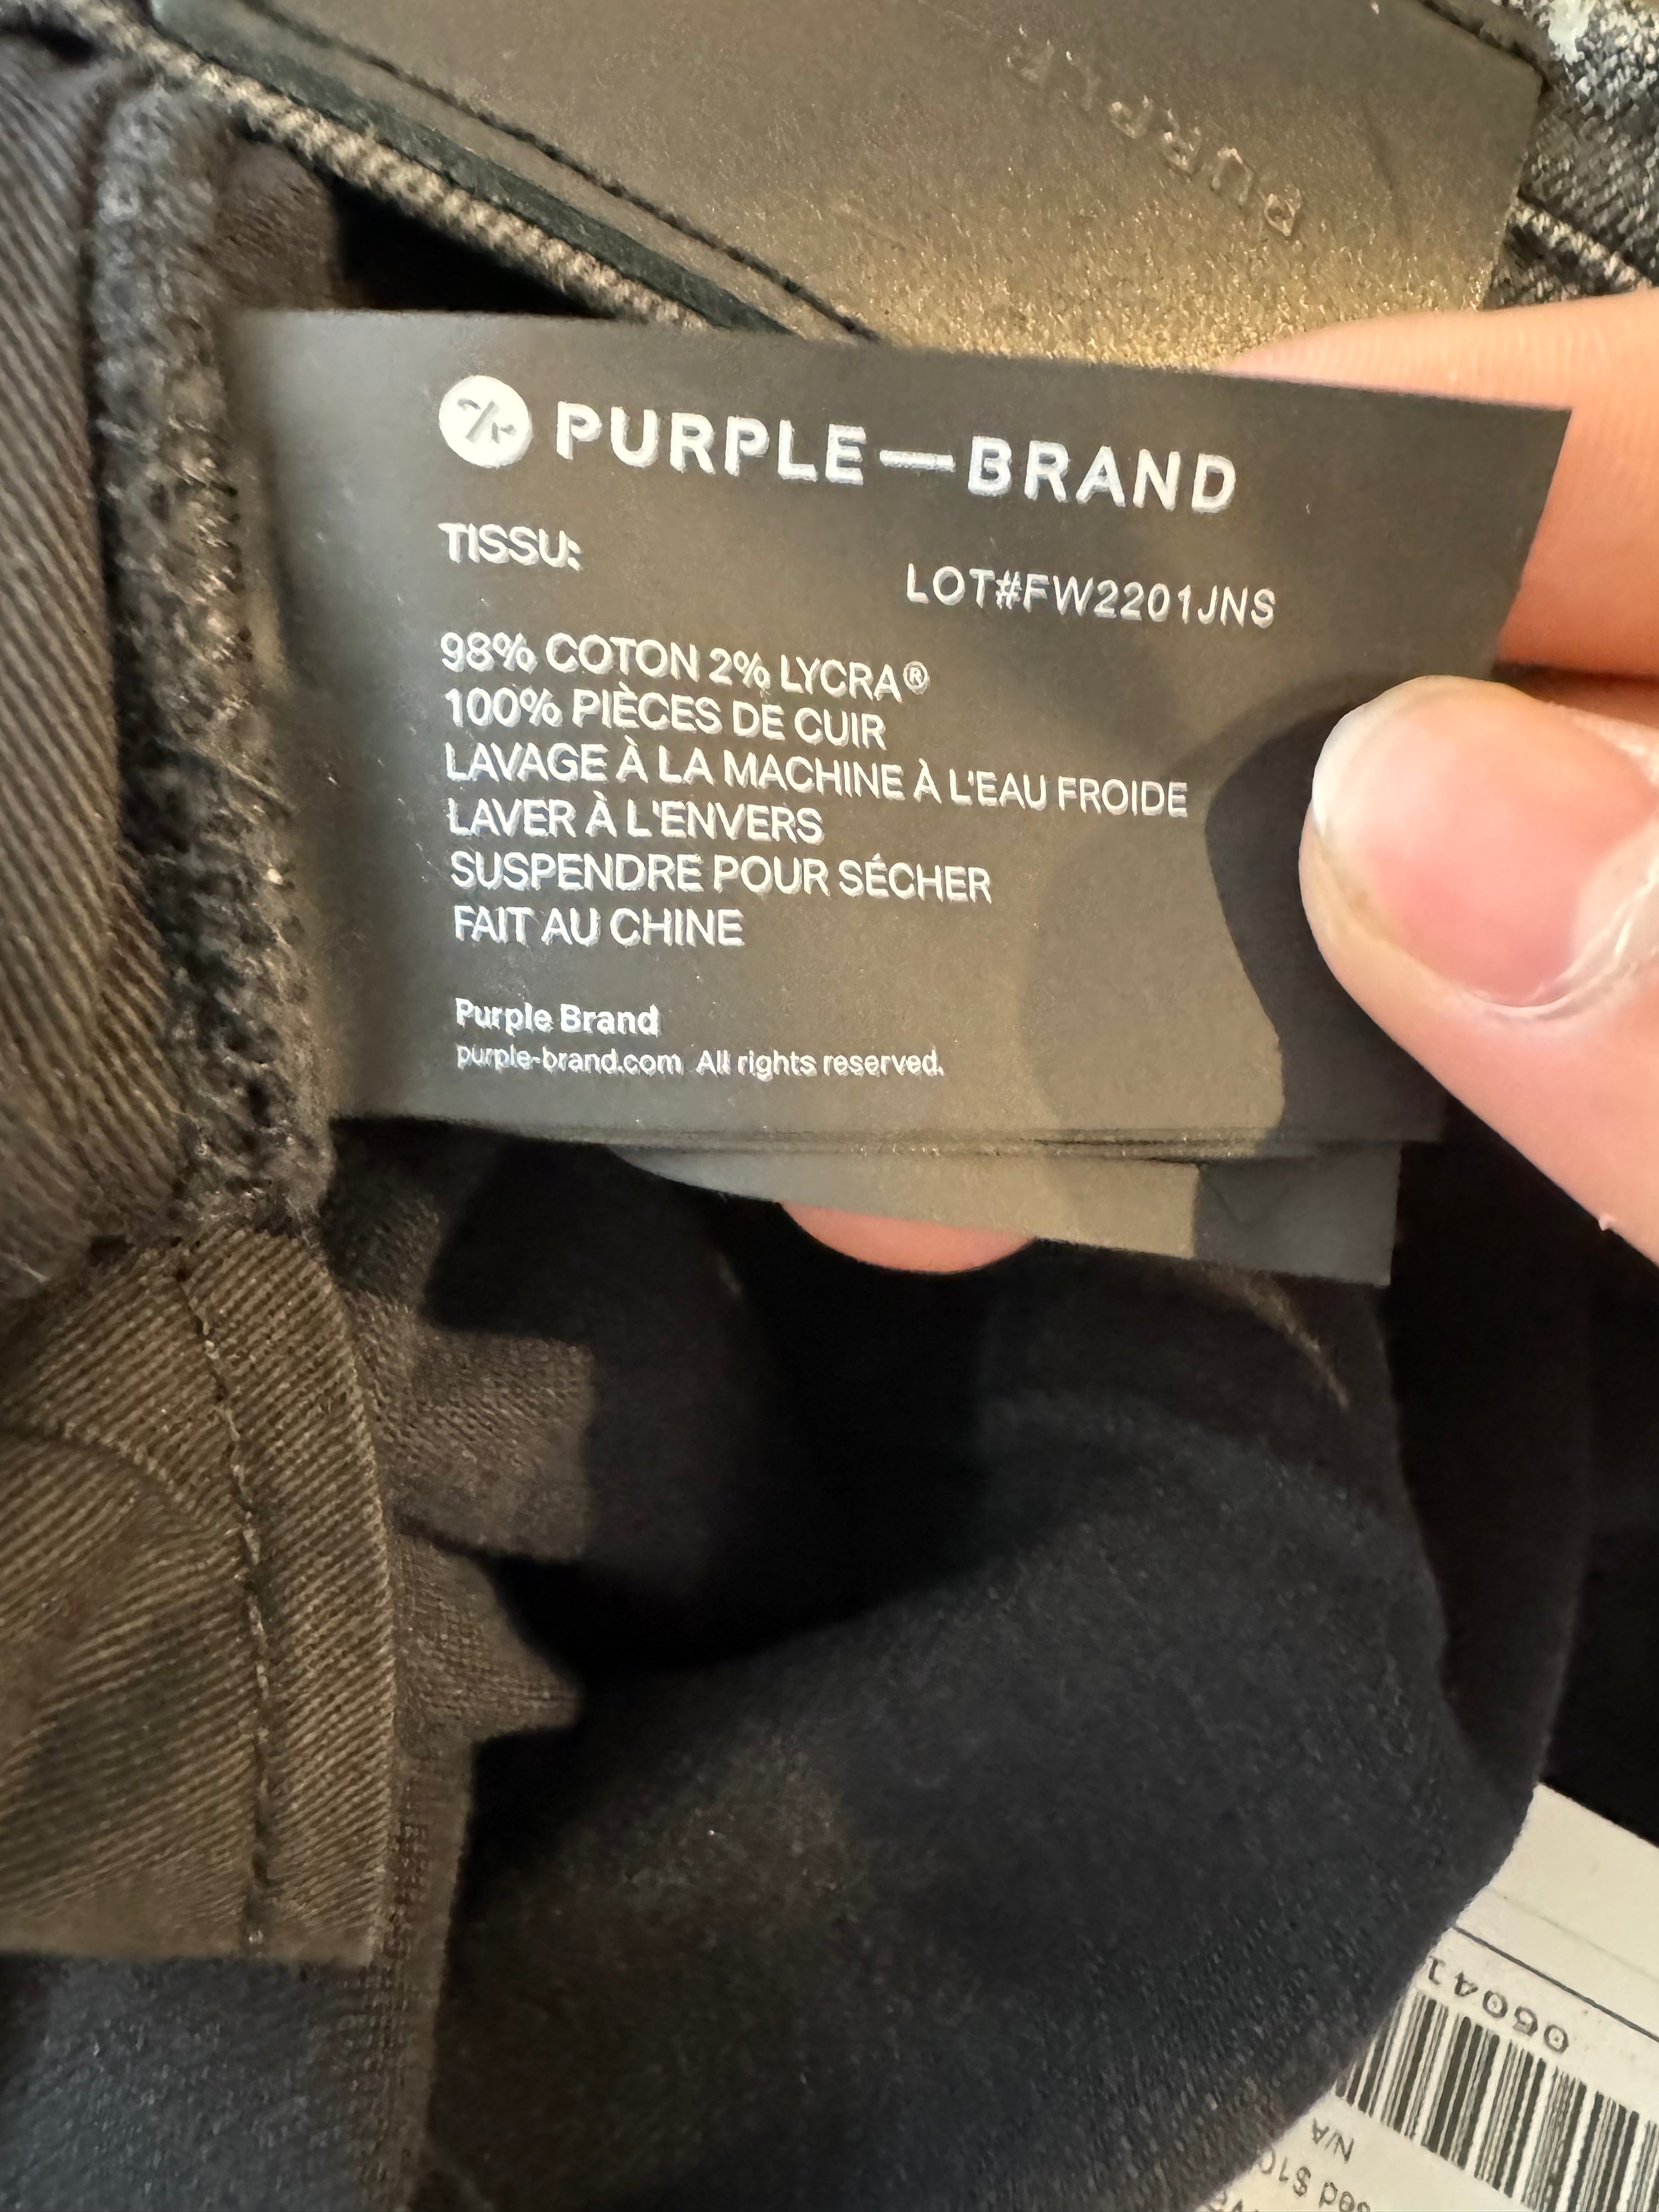 PURPLE
PURPLE—BRAND
TISSU:
LOT#FW2201JNS
98% COTON 2% LYCRA®
100% PIÈCES DE CUIR
LAVAGE À LA MACHINE À L'EAU FROIDE
LAVER À L'ENVERS
SUSPENDRE POUR SÉCHER
FAIT AU CHINE
Purple Brand
purple-brand.com All rights reserved.
06041
N/A